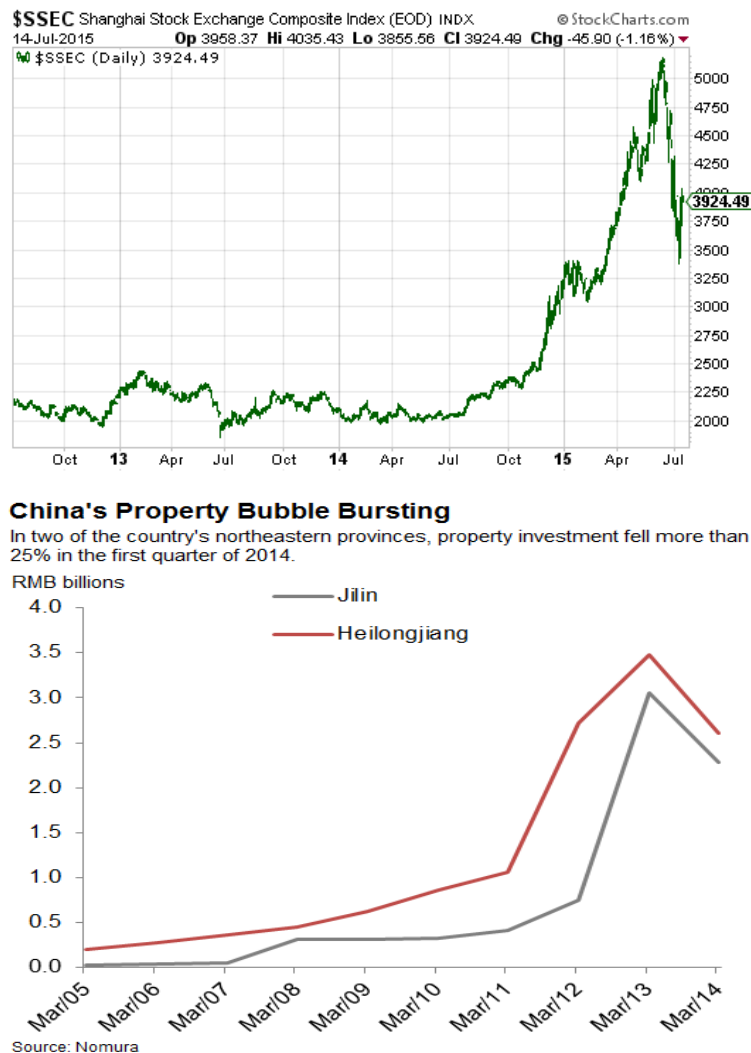 $SSEC Shanghai Stock Exchange Composite Index (EOD) INDX © StockCharts.com
14-Jul-2015 Op 3958.37 Hi 4035.43 Lo 3855.56 Cl 3924.49 Chg -45.90 (-1.16%)
$SSEC (Daily) 3924.49
5000
4750
4500
4250
4000
3924.49
3750
3500
3250
3000
2750
2500
2250
2000
Oct 13 Apr Jul Oct 14 Apr Jul Oct 15 Apr Jul
China's Property Bubble Bursting
In two of the country's northeastern provinces, property investment fell more than
25% in the first quarter of 2014.
RMB billions
Jilin
Heilongjiang
4.0
3.5
3.0
2.5
2.0
1.5
1.0
0.5
0.0
Mar/05 Mar/06 Mar/07 Mar/08 Mar/09 Mar/10 Mar/11 Mar/12 Mar/13 Mar/14
Source: Nomura